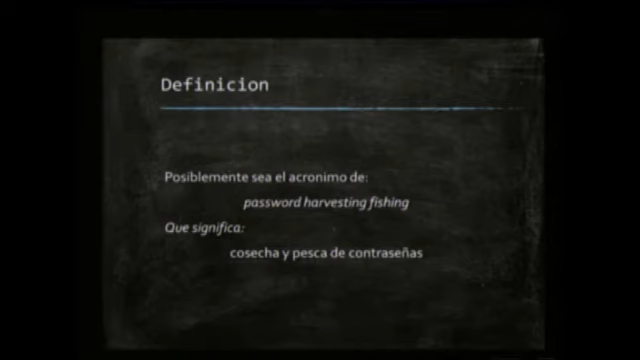 Definicion
Posiblemente sea el acronimo de:
password harvesting fishing
Que significa:
cosecha y pesca de contraseñas